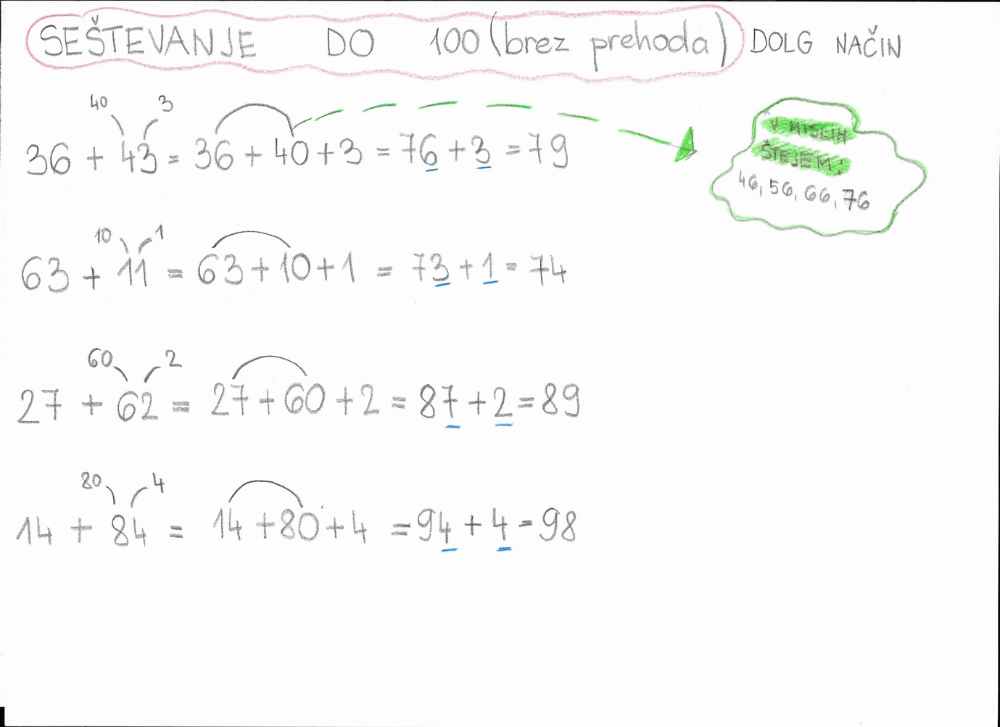 SEŠTEVANJE DO 100 (brez prehoda) DOLG NAČIN
40 3
36 + 43 = 36 + 40 + 3 = 76 + 3 = 79
V MISLIH
ŠTEJEM:
46, 56, 66, 76
10 1
63 + 11 = 63 + 10 + 1 = 73 + 1 = 74
60 2
27 + 62 = 27 + 60 + 2 = 87 + 2 = 89
80 4
14 + 84 = 14 + 80 + 4 = 94 + 4 = 98